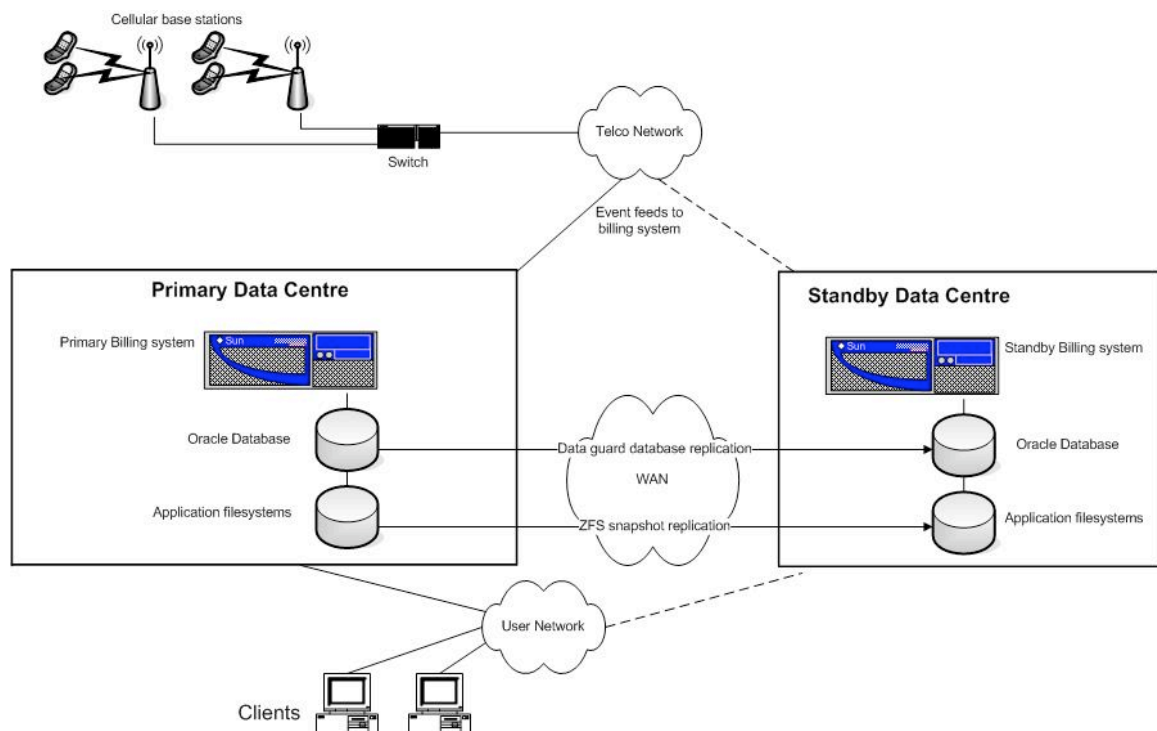 Cellular base stations
Switch
Telco Network
Event feeds to
billing system
Primary Data Centre
Primary Billing system
Sun
Oracle Database
Application filesystems
Standby Data Centre
Sun
Standby Billing system
Oracle Database
Application filesystems
Data guard database replication
WAN
ZFS snapshot replication
User Network
Clients